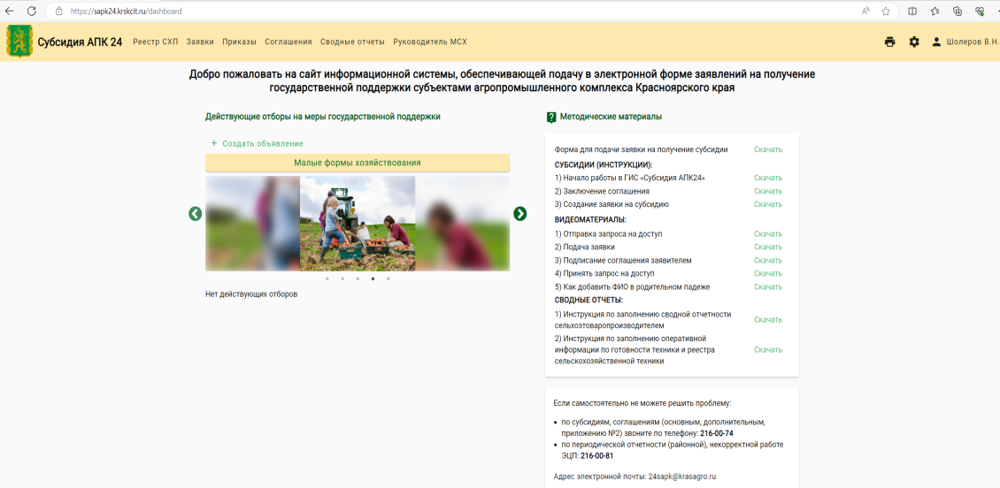 https://sapk24.krskcit.ru/dashboard
Субсидия АПК 24
Реестр СХП
Заявки
Приказы
Соглашения
Сводные отчеты
Руководитель МСХ
Шолеров В.Н.
Добро пожаловать на сайт информационной системы, обеспечивающей подачу в электронной форме заявлений на получение
государственной поддержки субъектами агропромышленного комплекса Красноярского края
Действующие отборы на меры государственной поддержки
+ Создать объявление
Малые формы хозяйствования
Нет действующих отборов
Методические материалы
Форма для подачи заявки на получение субсидии Скачать
СУБСИДИИ (ИНСТРУКЦИИ):
1) Начало работы в ГИС «Субсидия АПК24» Скачать
2) Заключение соглашения Скачать
3) Создание заявки на субсидию Скачать
ВИДЕОМАТЕРИАЛЫ:
1) Отправка запроса на доступ Скачать
2) Подача заявки Скачать
3) Подписание соглашения заявителем Скачать
4) Принять запрос на доступ Скачать
5) Как добавить ФИО в родительном падеже Скачать
СВОДНЫЕ ОТЧЕТЫ:
1) Инструкция по заполнению сводной отчетности
сельхозтоваропроизводителем Скачать
2) Инструкция по заполнению оперативной
информации по готовности техники и реестра Скачать
сельскохозяйственной техники
Если самостоятельно не можете решить проблему:
• по субсидиям, соглашениям (основным, дополнительным,
приложению №2) звоните по телефону: 216-00-74
• по периодической отчетности (районной), некорректной работе
ЭЦП: 216-00-81
Адрес электронной почты: 24sapk@krasagro.ru